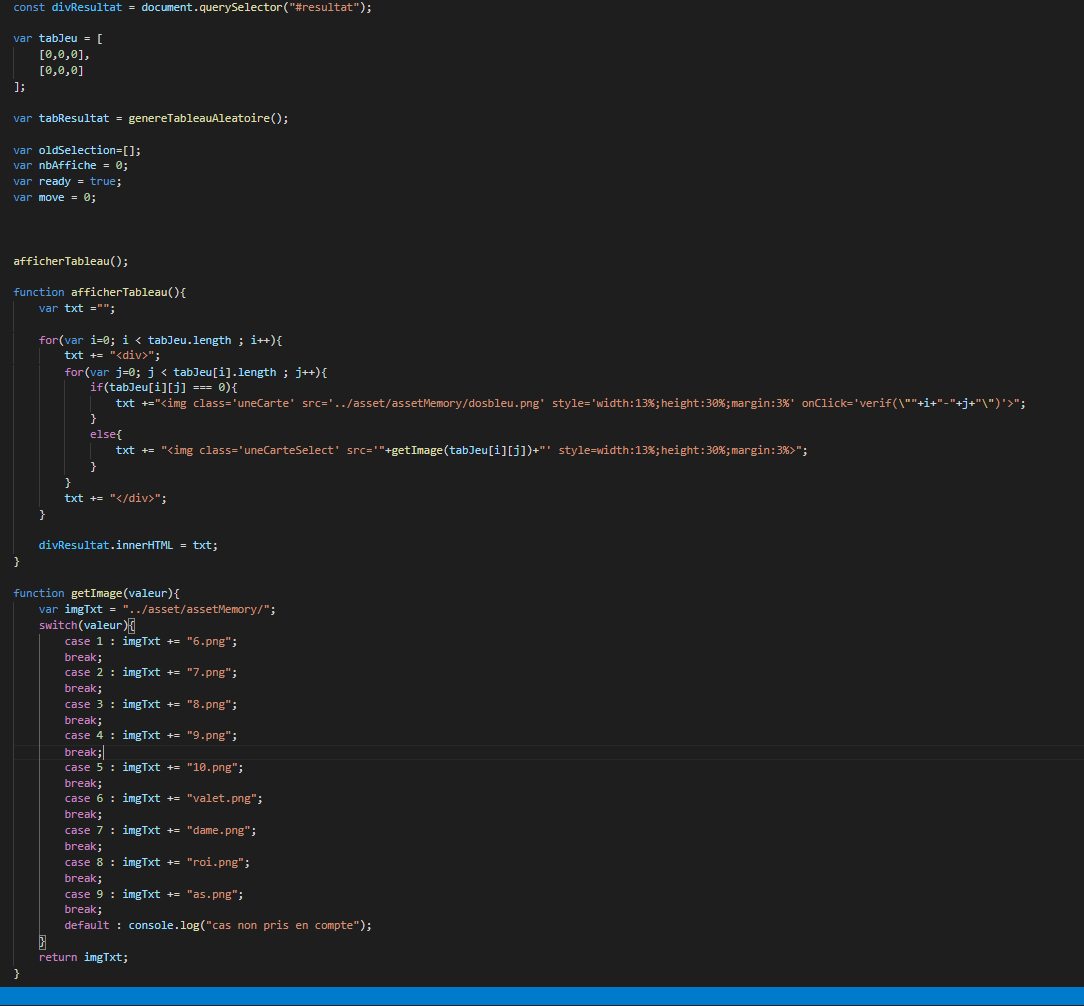 const divResultat = document.querySelector("#resultat");
var tabJeu = [
[0,0,0],
[0,0,0]
];
var tabResultat = genereTableauAleatoire();
var oldSelection=[];
var nbAffiche = 0;
var ready = true;
var move = 0;
afficherTableau();
function afficherTableau(){
var txt ="";
for(var i=0; i < tabJeu.length ; i++){
txt += "<div>";
for(var j=0; j < tabJeu[i].length ; j++){
if(tabJeu[i][j] === 0){
txt +="<img class='uneCarte' src='../asset/assetMemory/dosbleu.png' style='width:13%;height:30%;margin:3%' onClick='verif(\""+i+"-"+j+"\")'>";
}
else{
txt += "<img class='uneCarteSelect' src='"+getImage(tabJeu[i][j])+"' style=width:13%;height:30%;margin:3%>";
}
}
txt += "</div>";
}
divResultat.innerHTML = txt;
}
function getImage(valeur){
var imgTxt = "../asset/assetMemory/";
switch(valeur){
case 1 : imgTxt += "6.png";
break;
case 2 : imgTxt += "7.png";
break;
case 3 : imgTxt += "8.png";
break;
case 4 : imgTxt += "9.png";
break;
case 5 : imgTxt += "10.png";
break;
case 6 : imgTxt += "valet.png";
break;
case 7 : imgTxt += "dame.png";
break;
case 8 : imgTxt += "roi.png";
break;
case 9 : imgTxt += "as.png";
break;
default : console.log("cas non pris en compte");
}
return imgTxt;
}